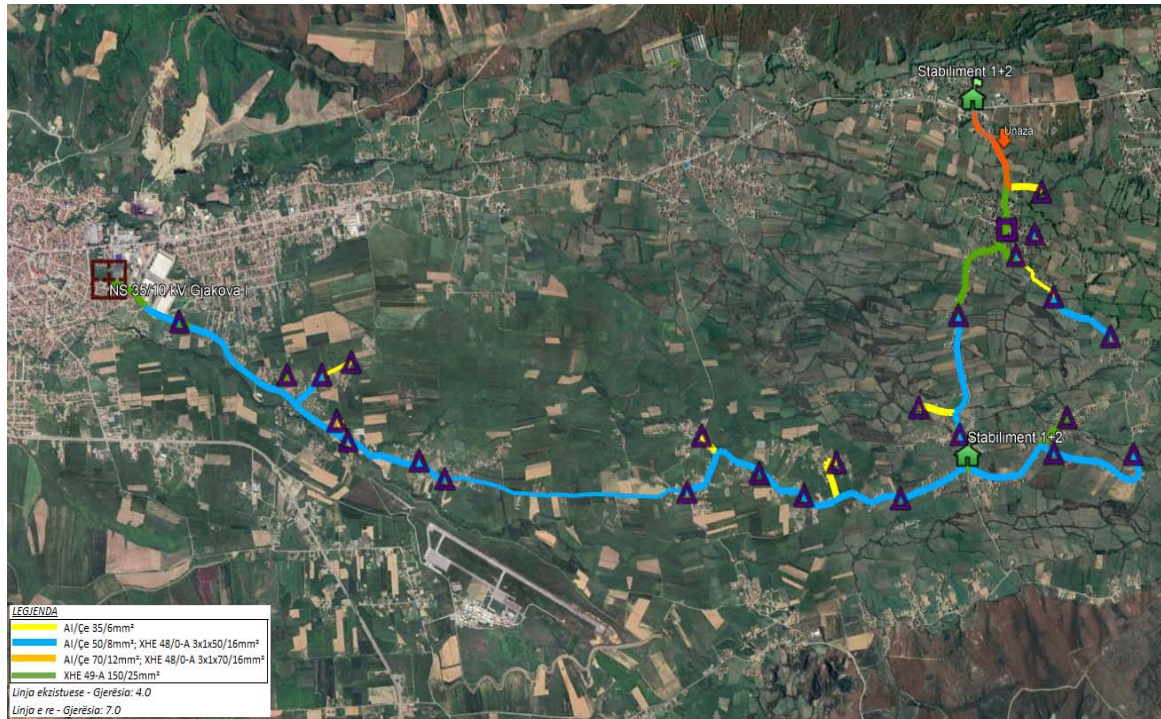 Stabiliment 1+2
Unaza
NS 35/10 kV Gjakova I
Stabiliment 1+2
LEGJENDA
Al/Çe 35/6mm²
Al/Çe 50/8mm²; XHE 48/0-A 3x1x50/16mm²
Al/Çe 70/12mm²; XHE 48/0-A 3x1x70/16mm²
XHE 49-A 150/25mm²
Linja ekzistuese - Gjerësia: 4.0
Linja e re - Gjerësia: 7.0